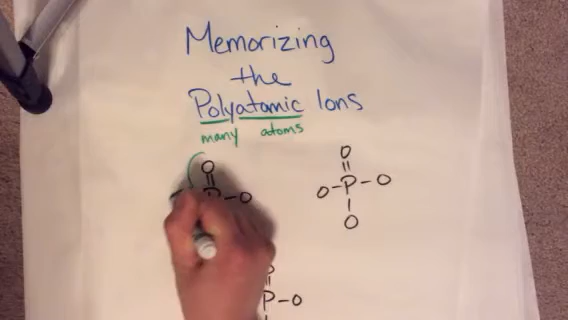 Memorizing
the
Polyatomic Ions
many atoms
O
O
P-O
O-P-O
O
P-O